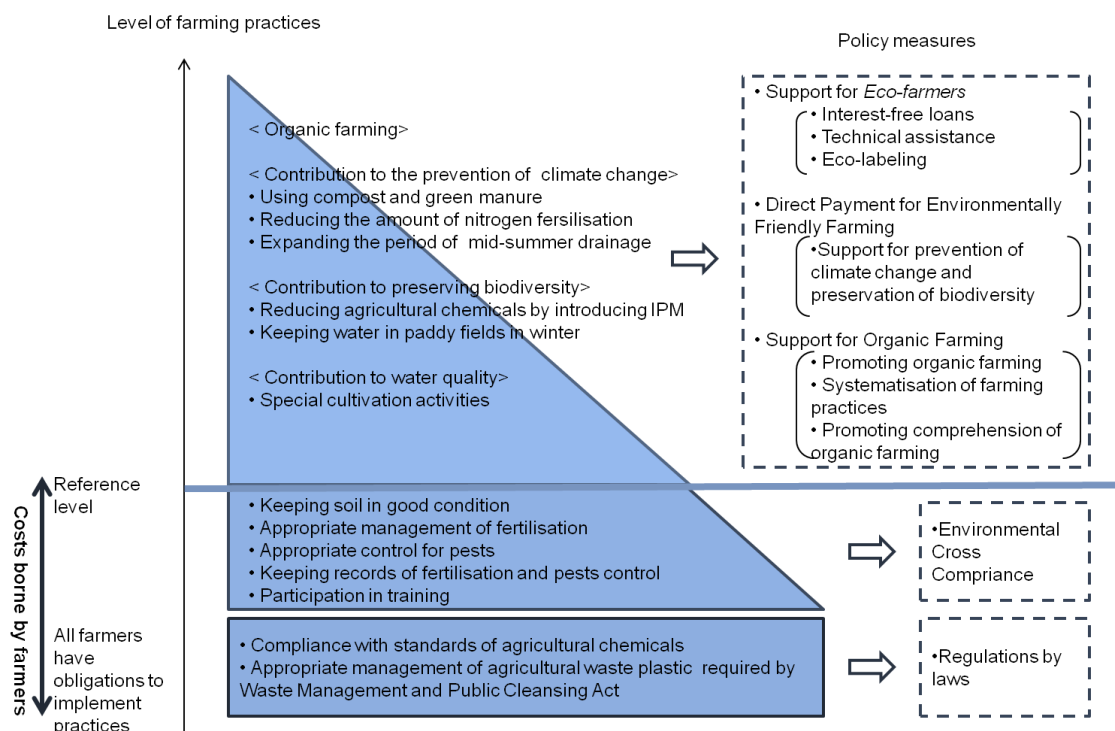 Level of farming practices
Policy measures
< Organic farming>
< Contribution to the prevention of climate change>
• Using compost and green manure
• Reducing the amount of nitrogen fersilisation
• Expanding the period of mid-summer drainage
<Contribution to preserving biodiversity>
• Reducing agricultural chemicals by introducing IPM
• Keeping water in paddy fields in winter
< Contribution to water quality>
• Special cultivation activities
• Support for Eco-farmers
• Interest-free loans
• Technical assistance
• Eco-labeling
• Direct Payment for Environmentally
Friendly Farming
•Support for prevention of
climate change and
preservation of biodiversity
• Support for Organic Farming
• Promoting organic farming
• Systematisation of farming
practices
• Promoting comprehension of
organic farming
Reference
level
Costs borne by farmers
All farmers
have
obligations to
implement
practices
• Keeping soil in good condition
• Appropriate management of fertilisation
• Appropriate control for pests
• Keeping records of fertilisation and pests control
• Participation in training
•Environmental
Cross
Compriance
• Compliance with standards of agricultural chemicals
• Appropriate management of agricultural waste plastic required by
Waste Management and Public Cleansing Act
•Regulations by
laws